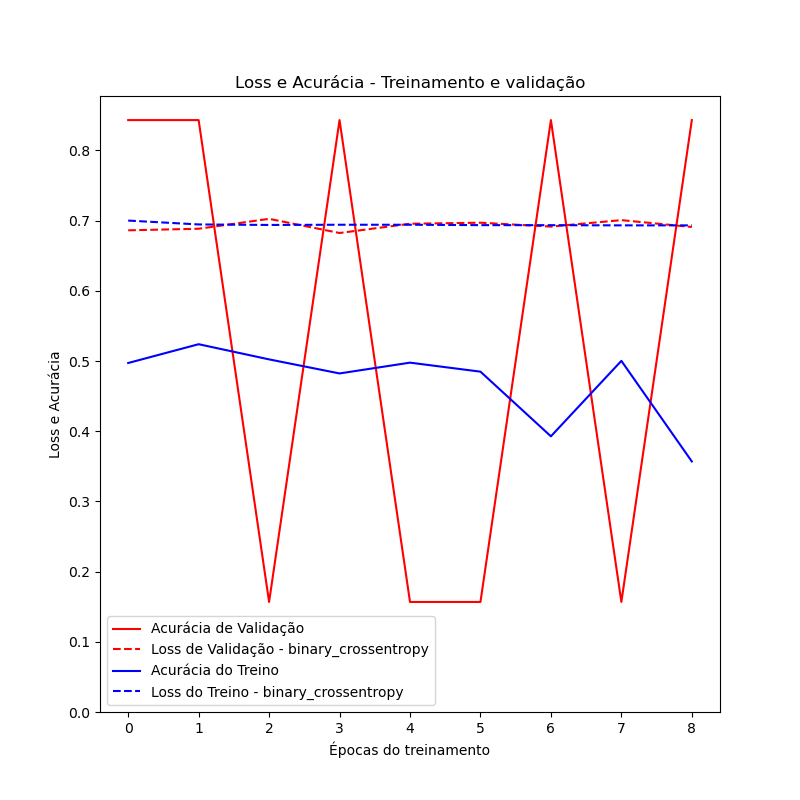 Loss e Acurácia - Treinamento e validação
Loss e Acurácia
0.8
0.7
0.6
0.5
0.4
0.3
0.2
0.1
0.0
Acurácia de Validação
Loss de Validação - binary_crossentropy
Acurácia do Treino
Loss do Treino - binary_crossentropy
0 1 2 3 4 5 6 7 8
Épocas do treinamento